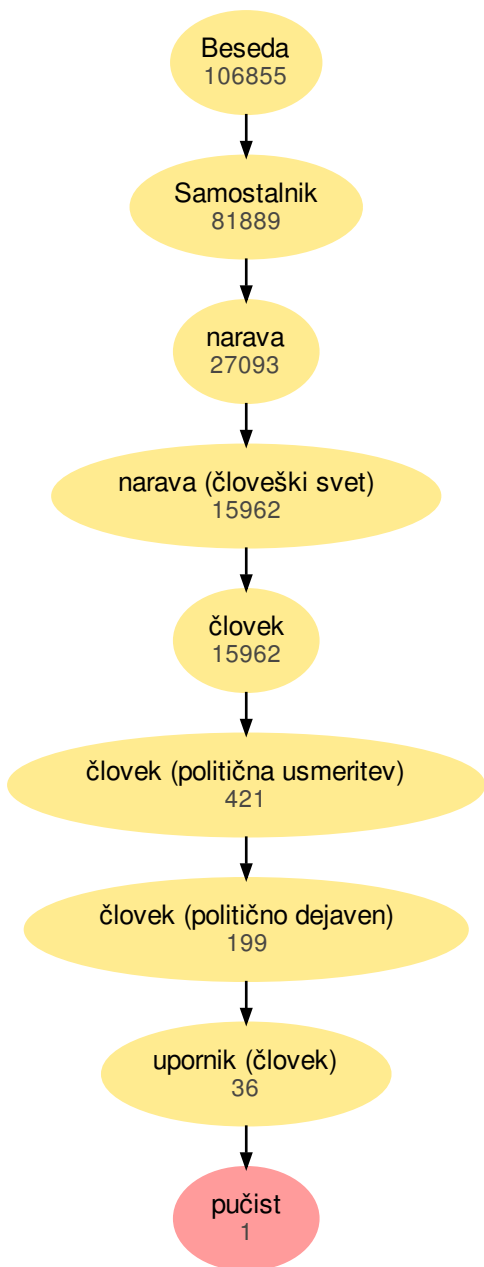 Beseda
106855
Samostalnik
81889
narava
27093
narava (človeški svet)
15962
človek
15962
človek (politična usmeritev)
421
človek (politično dejaven)
199
upornik (človek)
36
pučist
1